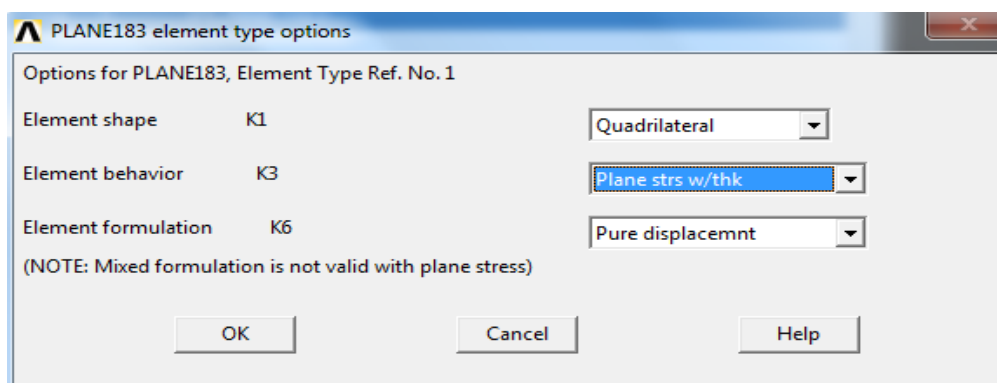 PLANE183 element type options
Options for PLANE183, Element Type Ref. No. 1
Element shape K1 Quadrilateral
Element behavior K3 Plane strs w/thk
Element formulation K6 Pure displacemnt
(NOTE: Mixed formulation is not valid with plane stress)
OK Cancel Help